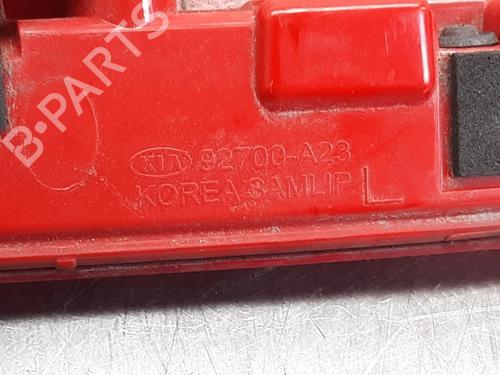 B-PARTS
KIA 92700-A23
KOREA SAMLIP L